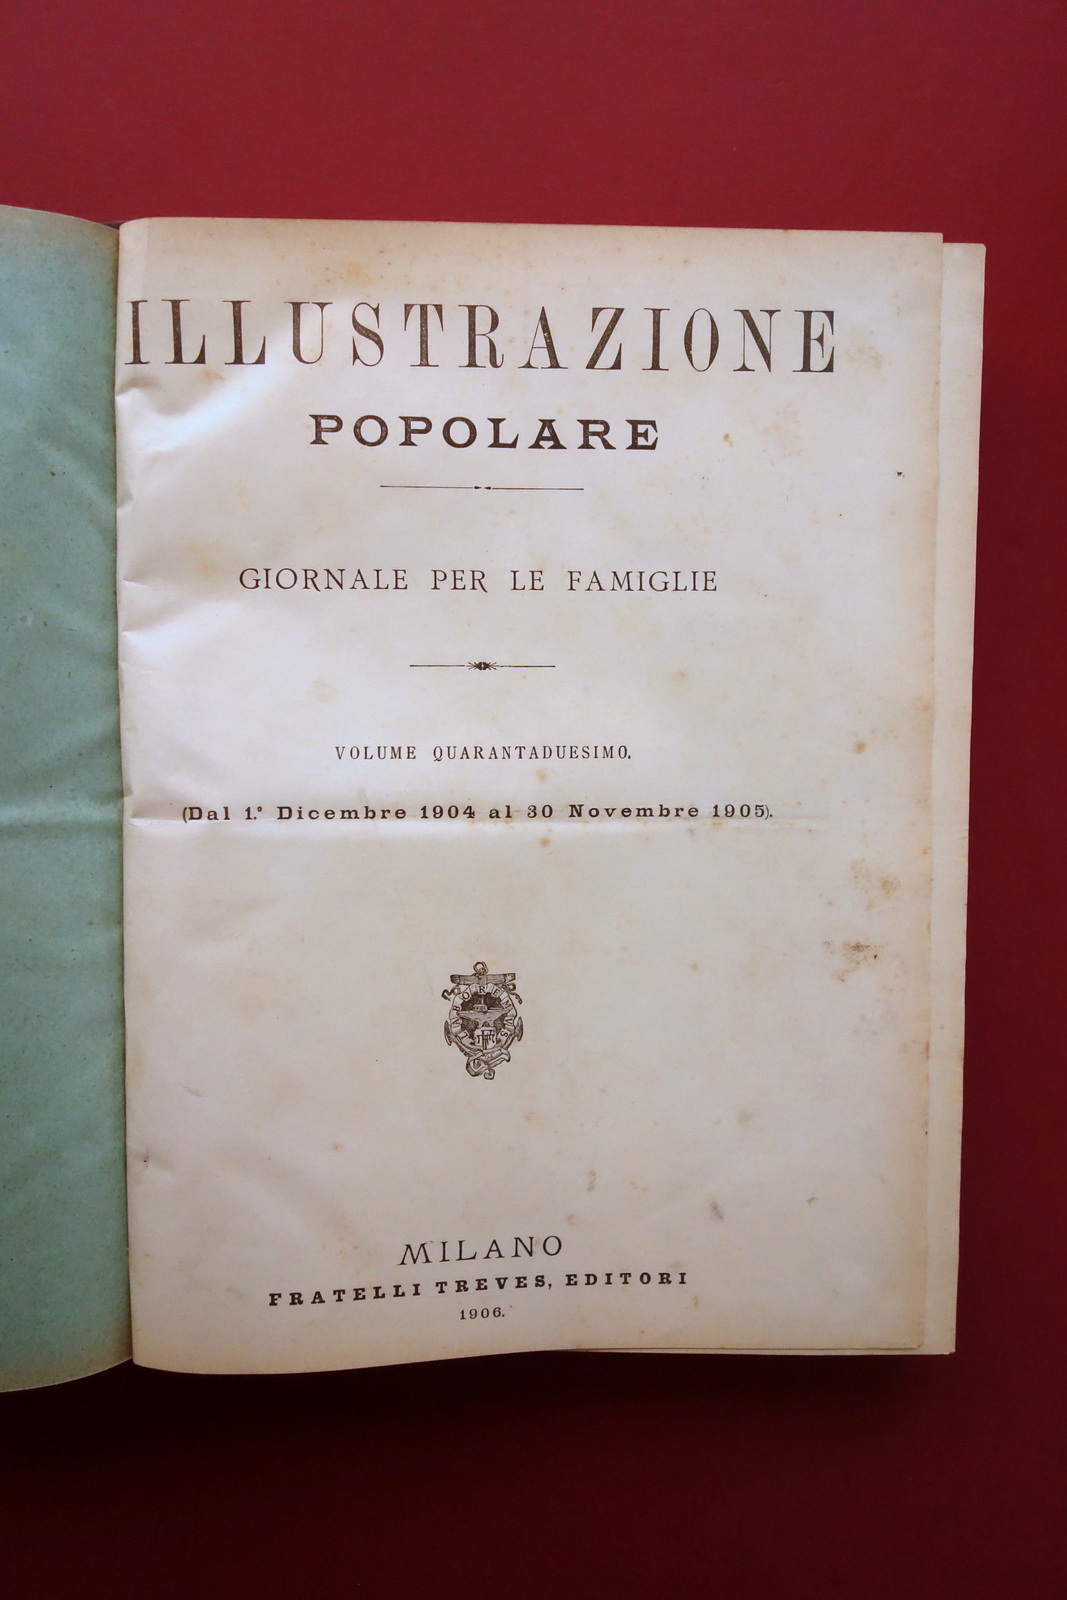 ILLUSTRAZIONE
POPOLARE
GIORNALE PER LE FAMIGLIE
VOLUME QUARANTADUESIMO.
(Dal 1.° Dicembre 1904 al 30 Novembre 1905).
LABOREMVS
MILANO
FRATELLI TREVES, EDITORI
1906.